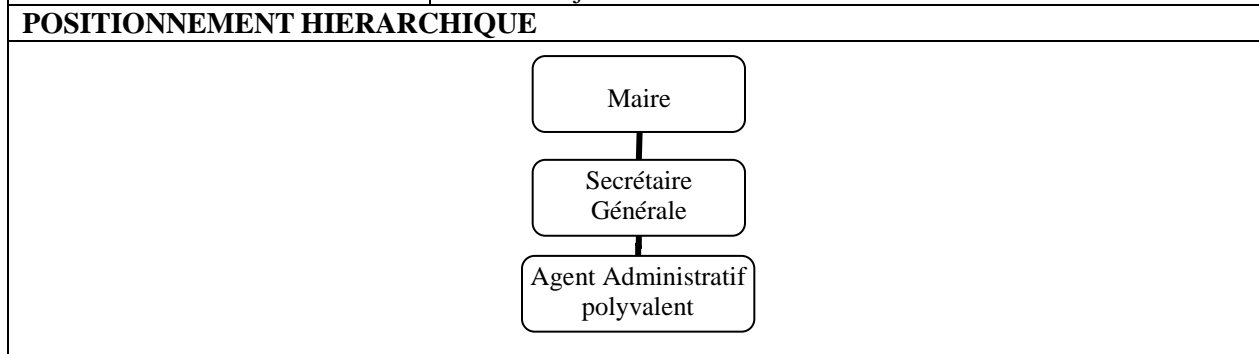 POSITIONNEMENT HIERARCHIQUE
Maire
Secrétaire
Générale
Agent Administratif
polyvalent